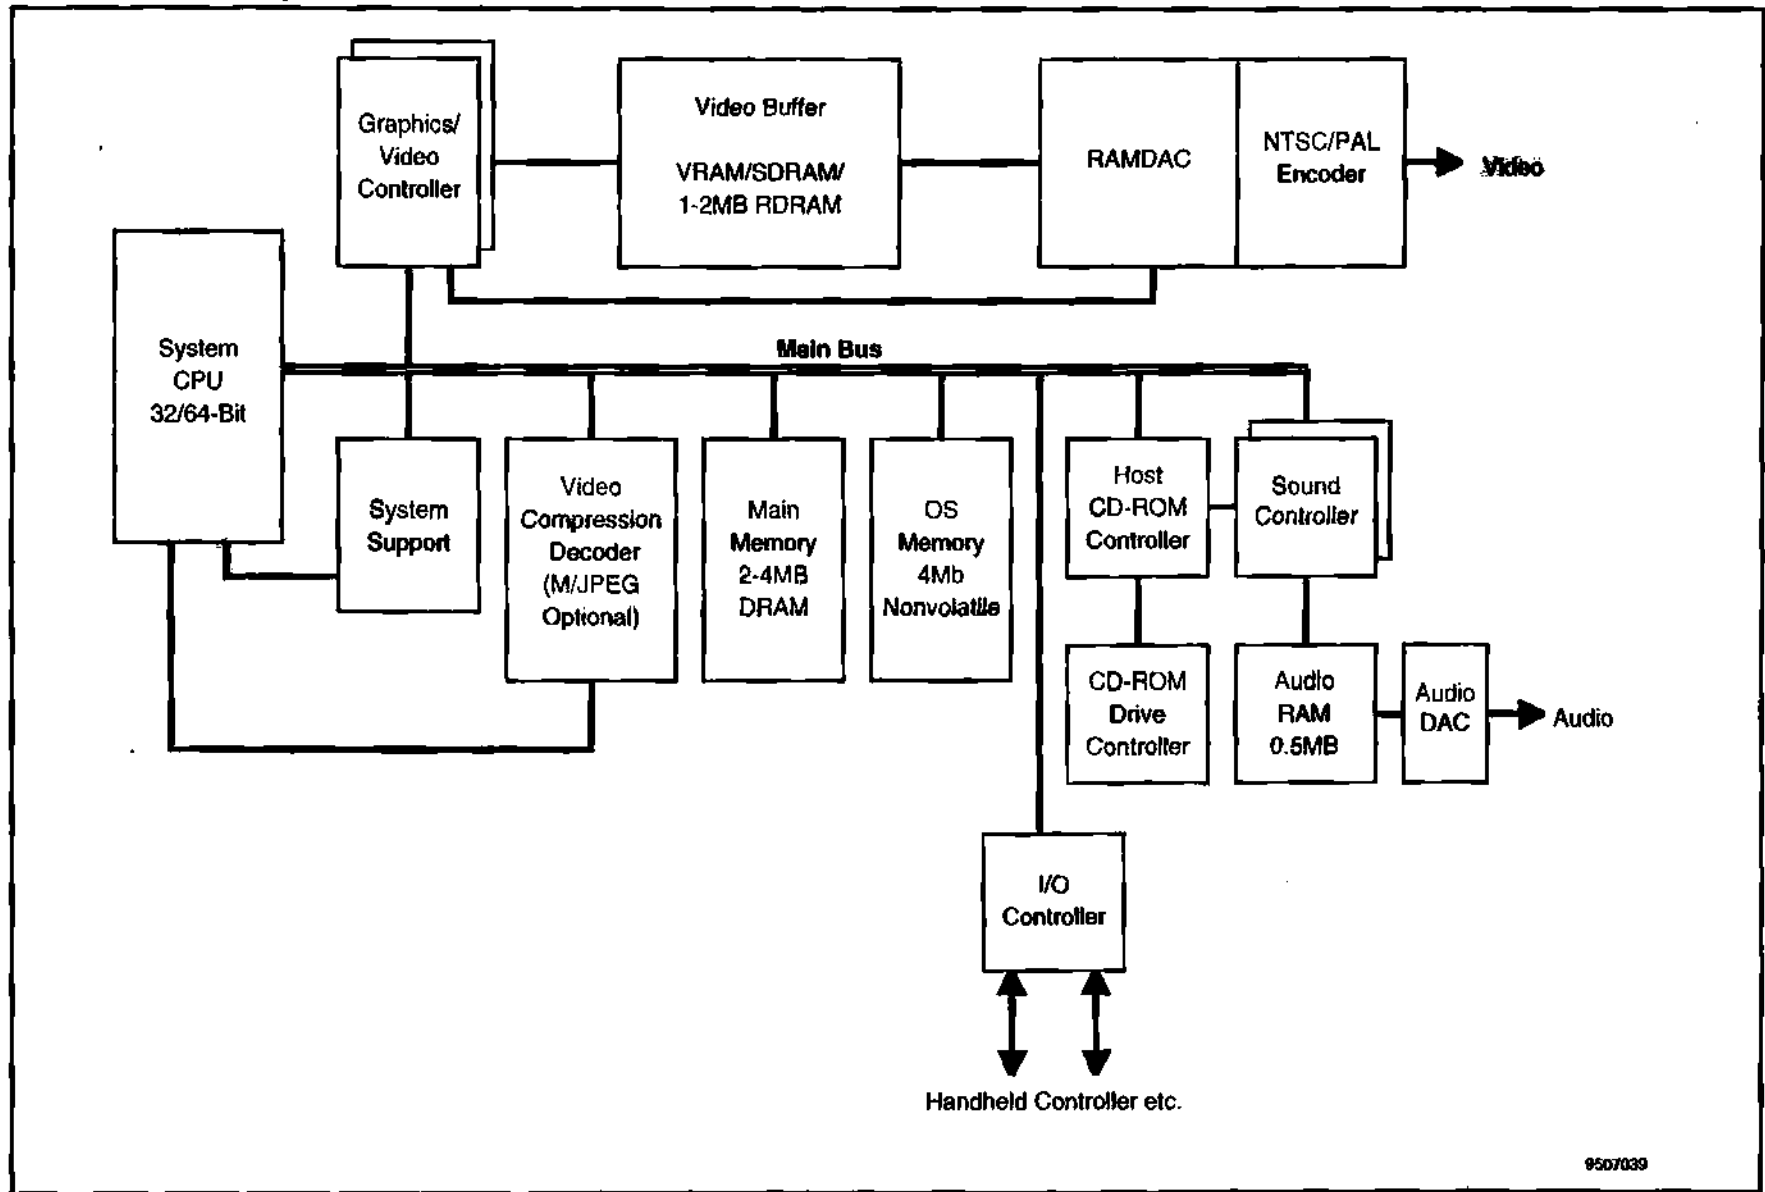 Graphics/
Video
Controller
Video Buffer
VRAM/SDRAM/
1-2MB RDRAM
RAMDAC
NTSC/PAL
Encoder
Video
System
CPU
32/64-Bit
Main Bus
System
Support
Video
Compression
Decoder
(M/JPEG
Optional)
Main
Memory
2-4MB
DRAM
OS
Memory
4Mb
Nonvolatile
Host
CD-ROM
Controller
Sound
Controller
CD-ROM
Drive
Controller
Audio
RAM
0.5MB
Audio
DAC
Audio
I/O
Controller
Handheld Controller etc.
9507039